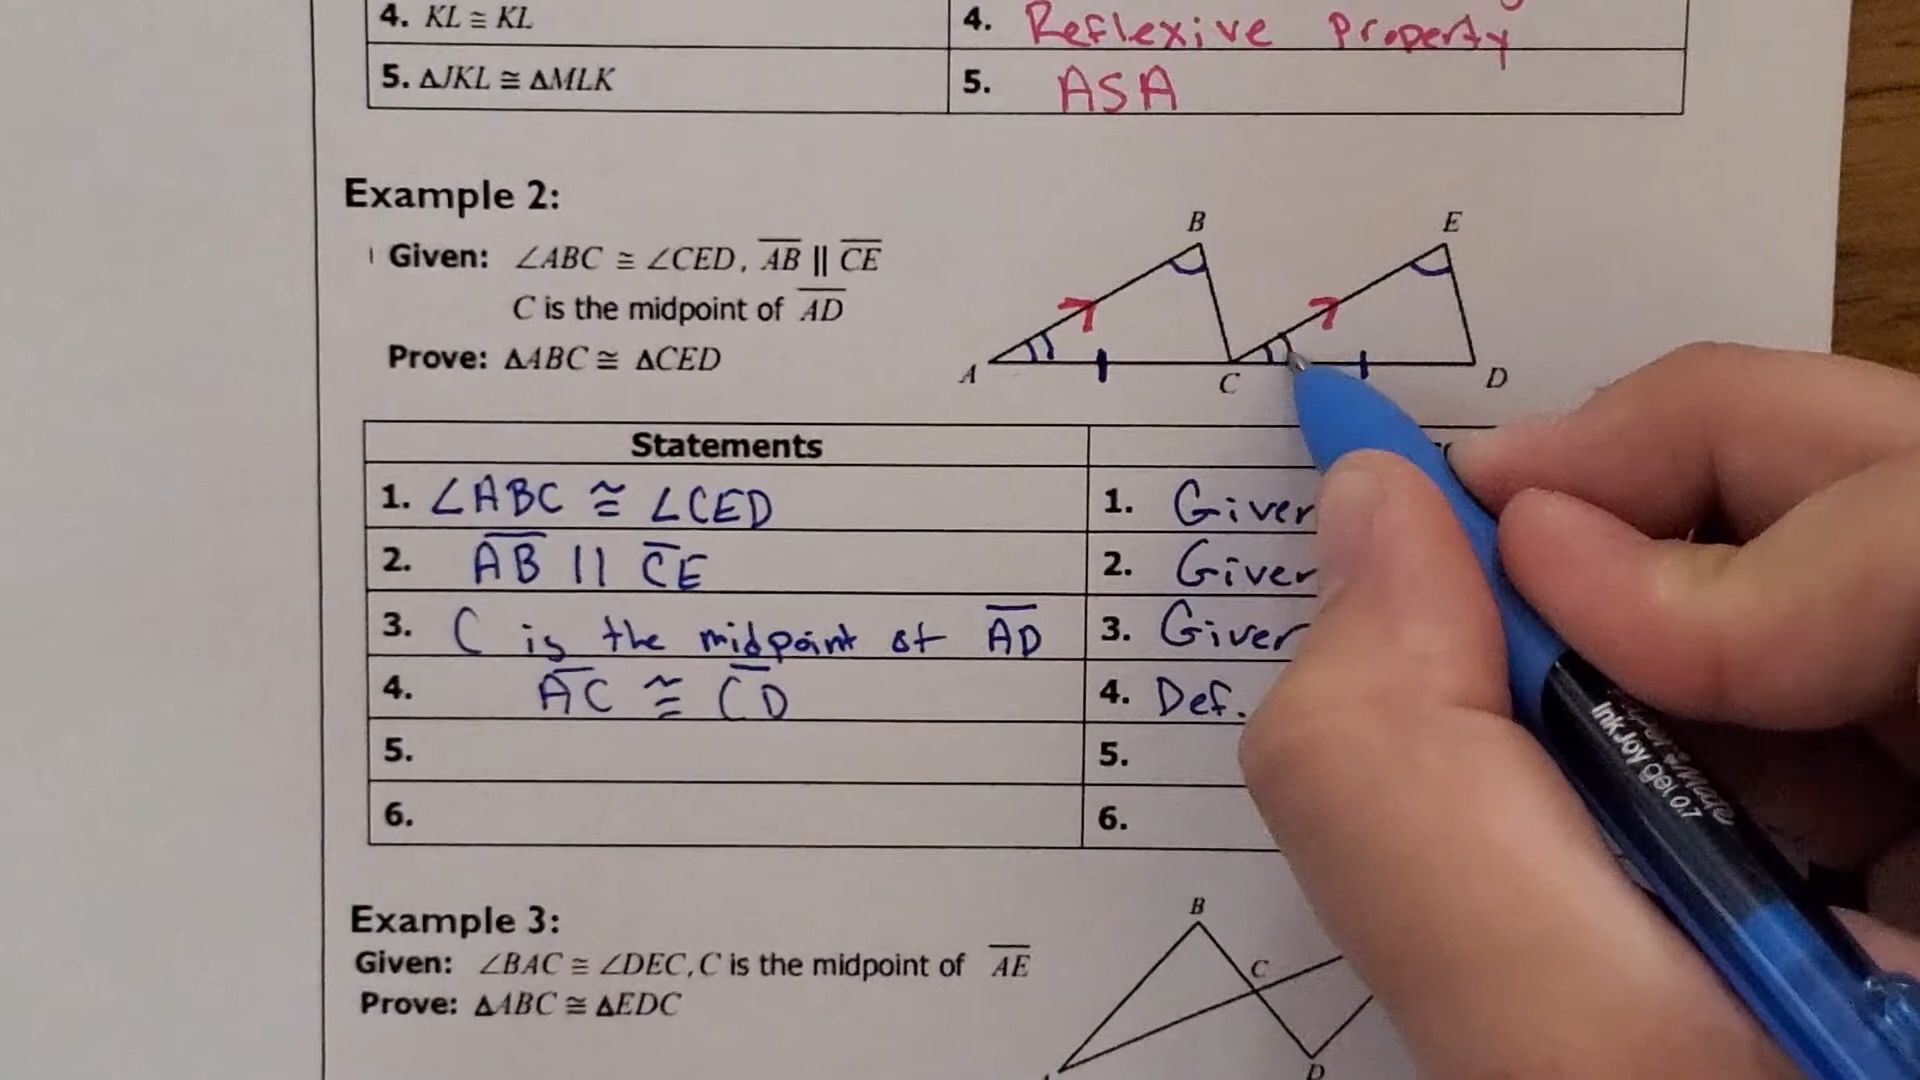 4. KL ≅ KL
4. Reflexive Property
5. ΔJKL ≅ ΔMLK
5. ASA
Example 2:
Given: ∠ABC ≅ ∠CED, AB || CE
C is the midpoint of AD
Prove: ΔABC ≅ ΔCED
B
E
A
C
D
Statements
1. ∠ABC ≅ ∠CED
1. Given
2. AB || CE
2. Given
3. C is the midpoint of AD
3. Given
4. AC ≅ CD
4. Def.
5.
5.
6.
6.
InkJoy gel 0.7
Example 3:
Given: ∠BAC ≅ ∠DEC, C is the midpoint of AE
Prove: ΔABC ≅ ΔEDC
B
C
D